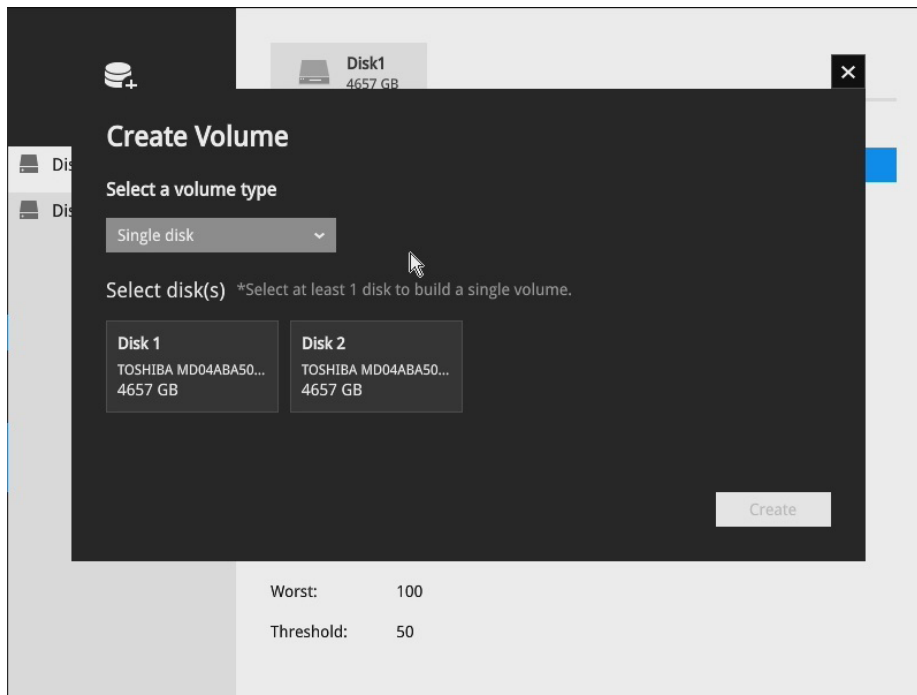 Disk1
4657 GB
Create Volume
Select a volume type
Single disk
Select disk(s) *Select at least 1 disk to build a single volume.
Disk 1
TOSHIBA MD04ABA50...
4657 GB
Disk 2
TOSHIBA MD04ABA50...
4657 GB
Create
Worst: 100
Threshold: 50